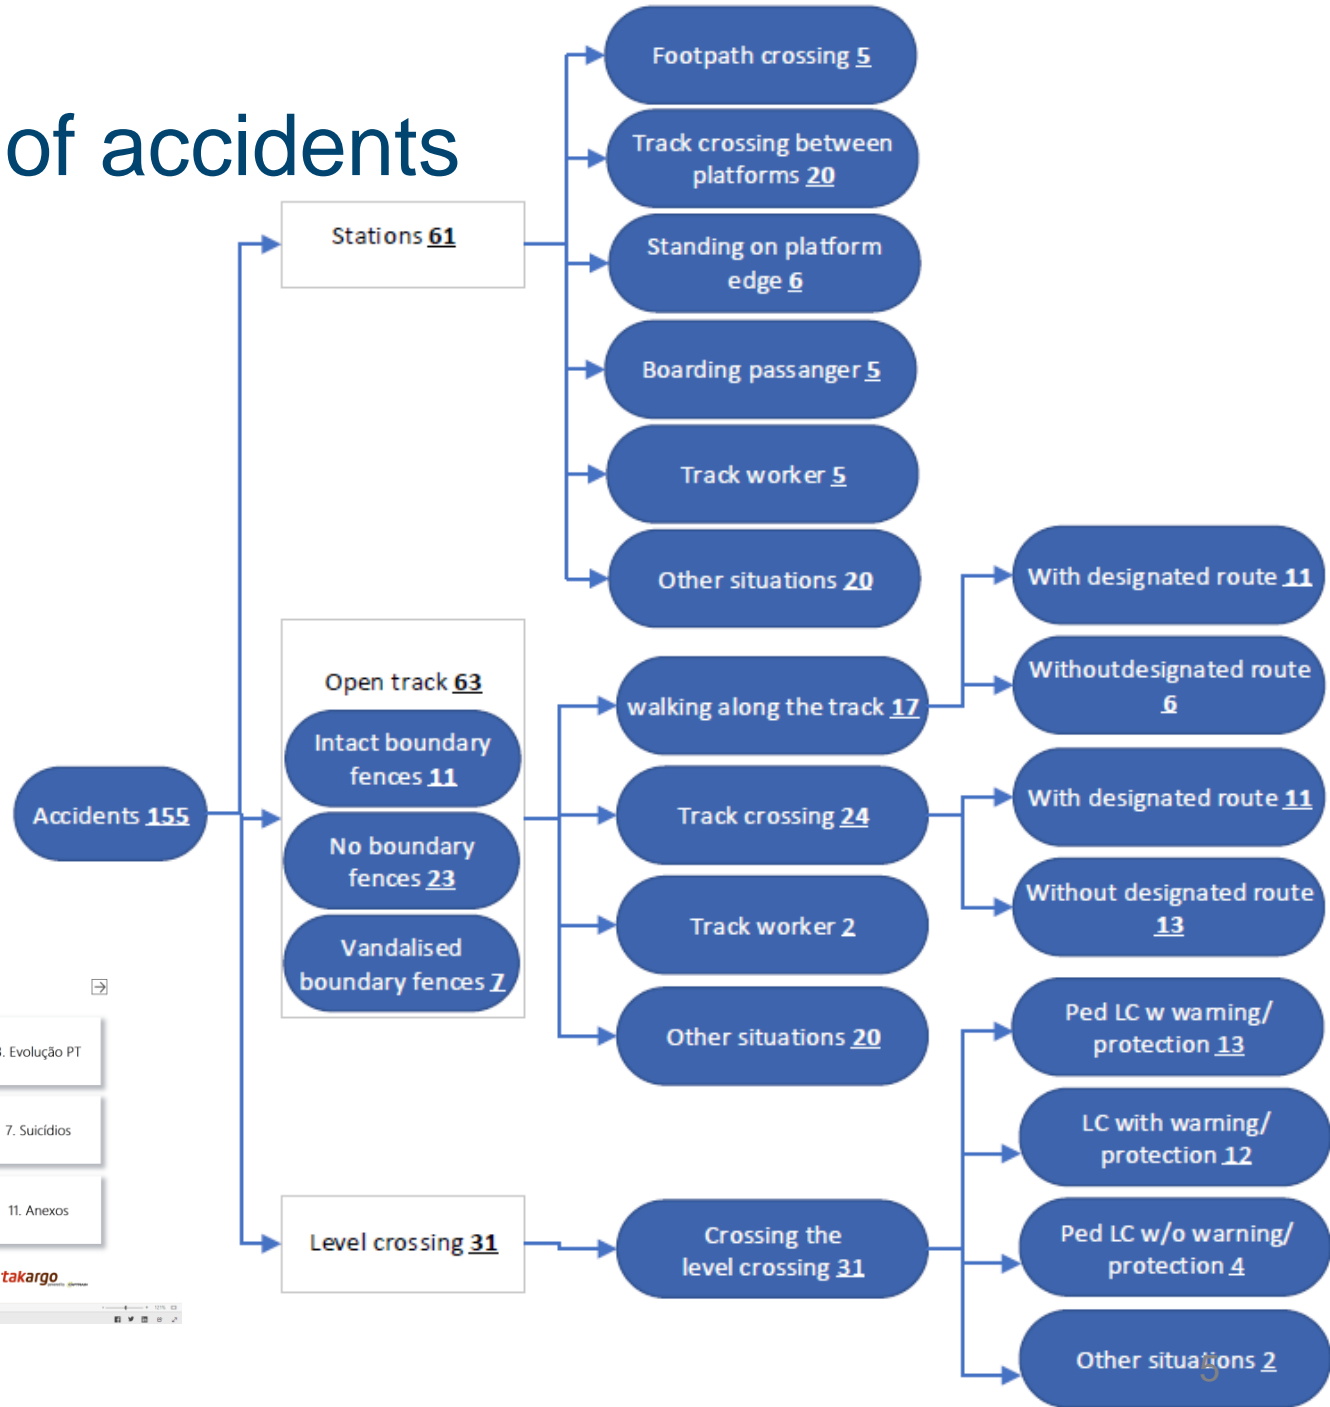 of accidents
Footpath crossing 5
Track crossing between
platforms 20
Standing on platform
edge 6
Boarding passanger 5
Track worker 5
Other situations 20
Stations 61
With designated route 11
Withoutdesignated route
6
Open track 63
Intact boundary
fences 11
No boundary
fences 23
Vandalised
boundary fences 7
walking along the track 17
Track crossing 24
Track worker 2
Other situations 20
With designated route 11
Without designated route
13
Accidents 155
Ped LC w warning/
protection 13
LC with warning/
protection 12
Ped LC w/o warning/
protection 4
Other situations 2
5
Level crossing 31
Crossing the
level crossing 31
. Evolução PT
7. Suicídios
11. Anexos
takargo